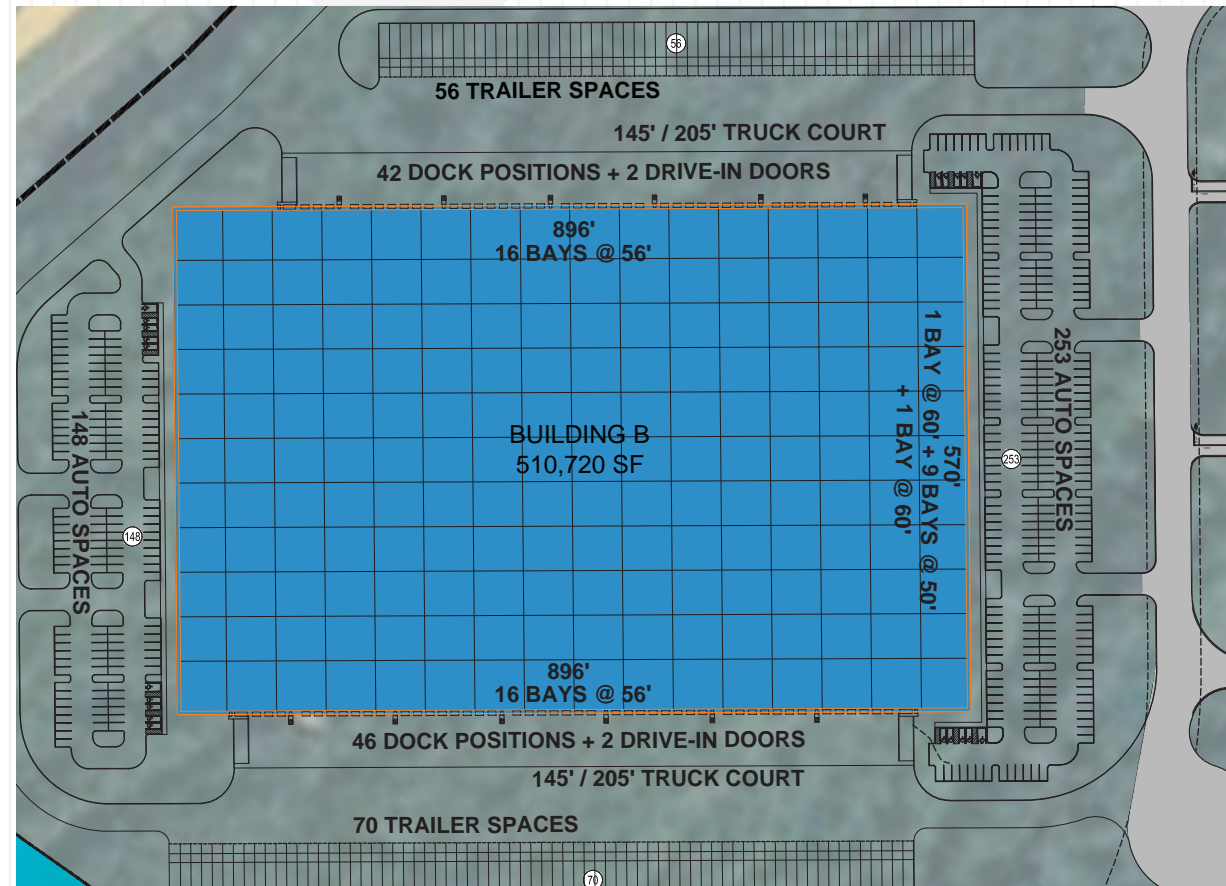 56
56 TRAILER SPACES
145' / 205' TRUCK COURT
42 DOCK POSITIONS + 2 DRIVE-IN DOORS
896'
16 BAYS @ 56'
BUILDING B
510,720 SF
570'
1 BAY @ 60' + 9 BAYS @ 50'
+ 1 BAY @ 60'
253
253 AUTO SPACES
148 AUTO SPACES
148
896'
16 BAYS @ 56'
46 DOCK POSITIONS + 2 DRIVE-IN DOORS
145' / 205' TRUCK COURT
70 TRAILER SPACES
70